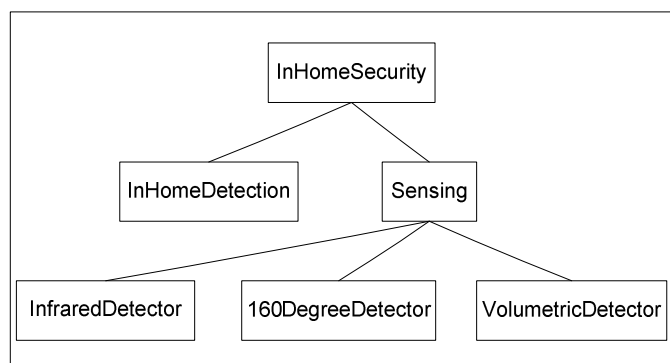 InHomeSecurity
InHomeDetection
Sensing
InfraredDetector
160DegreeDetector
VolumetricDetector